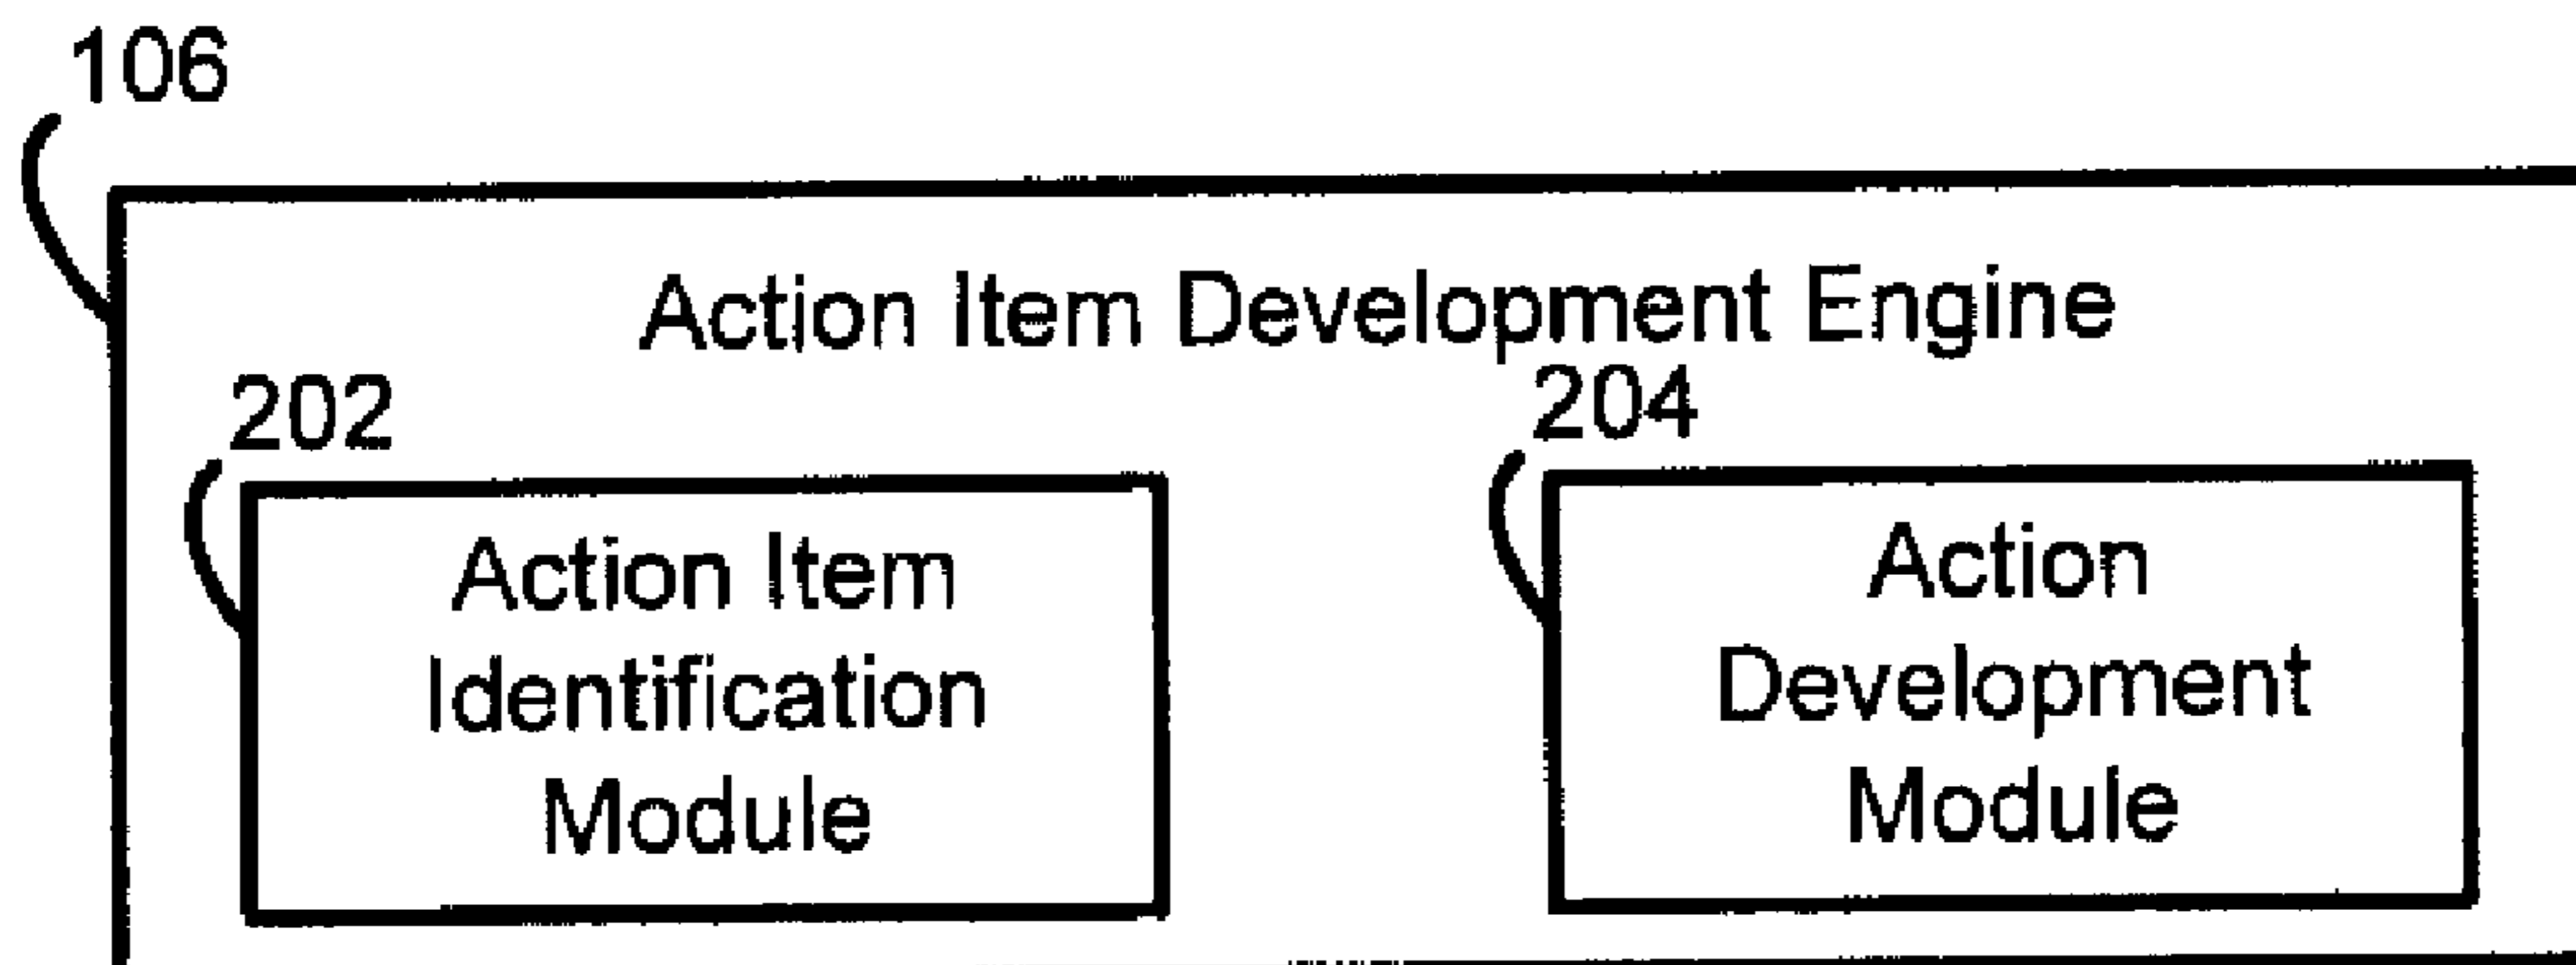 106
Action Item Development Engine
202
204
Action Item
Identification
Module
Action
Development
Module